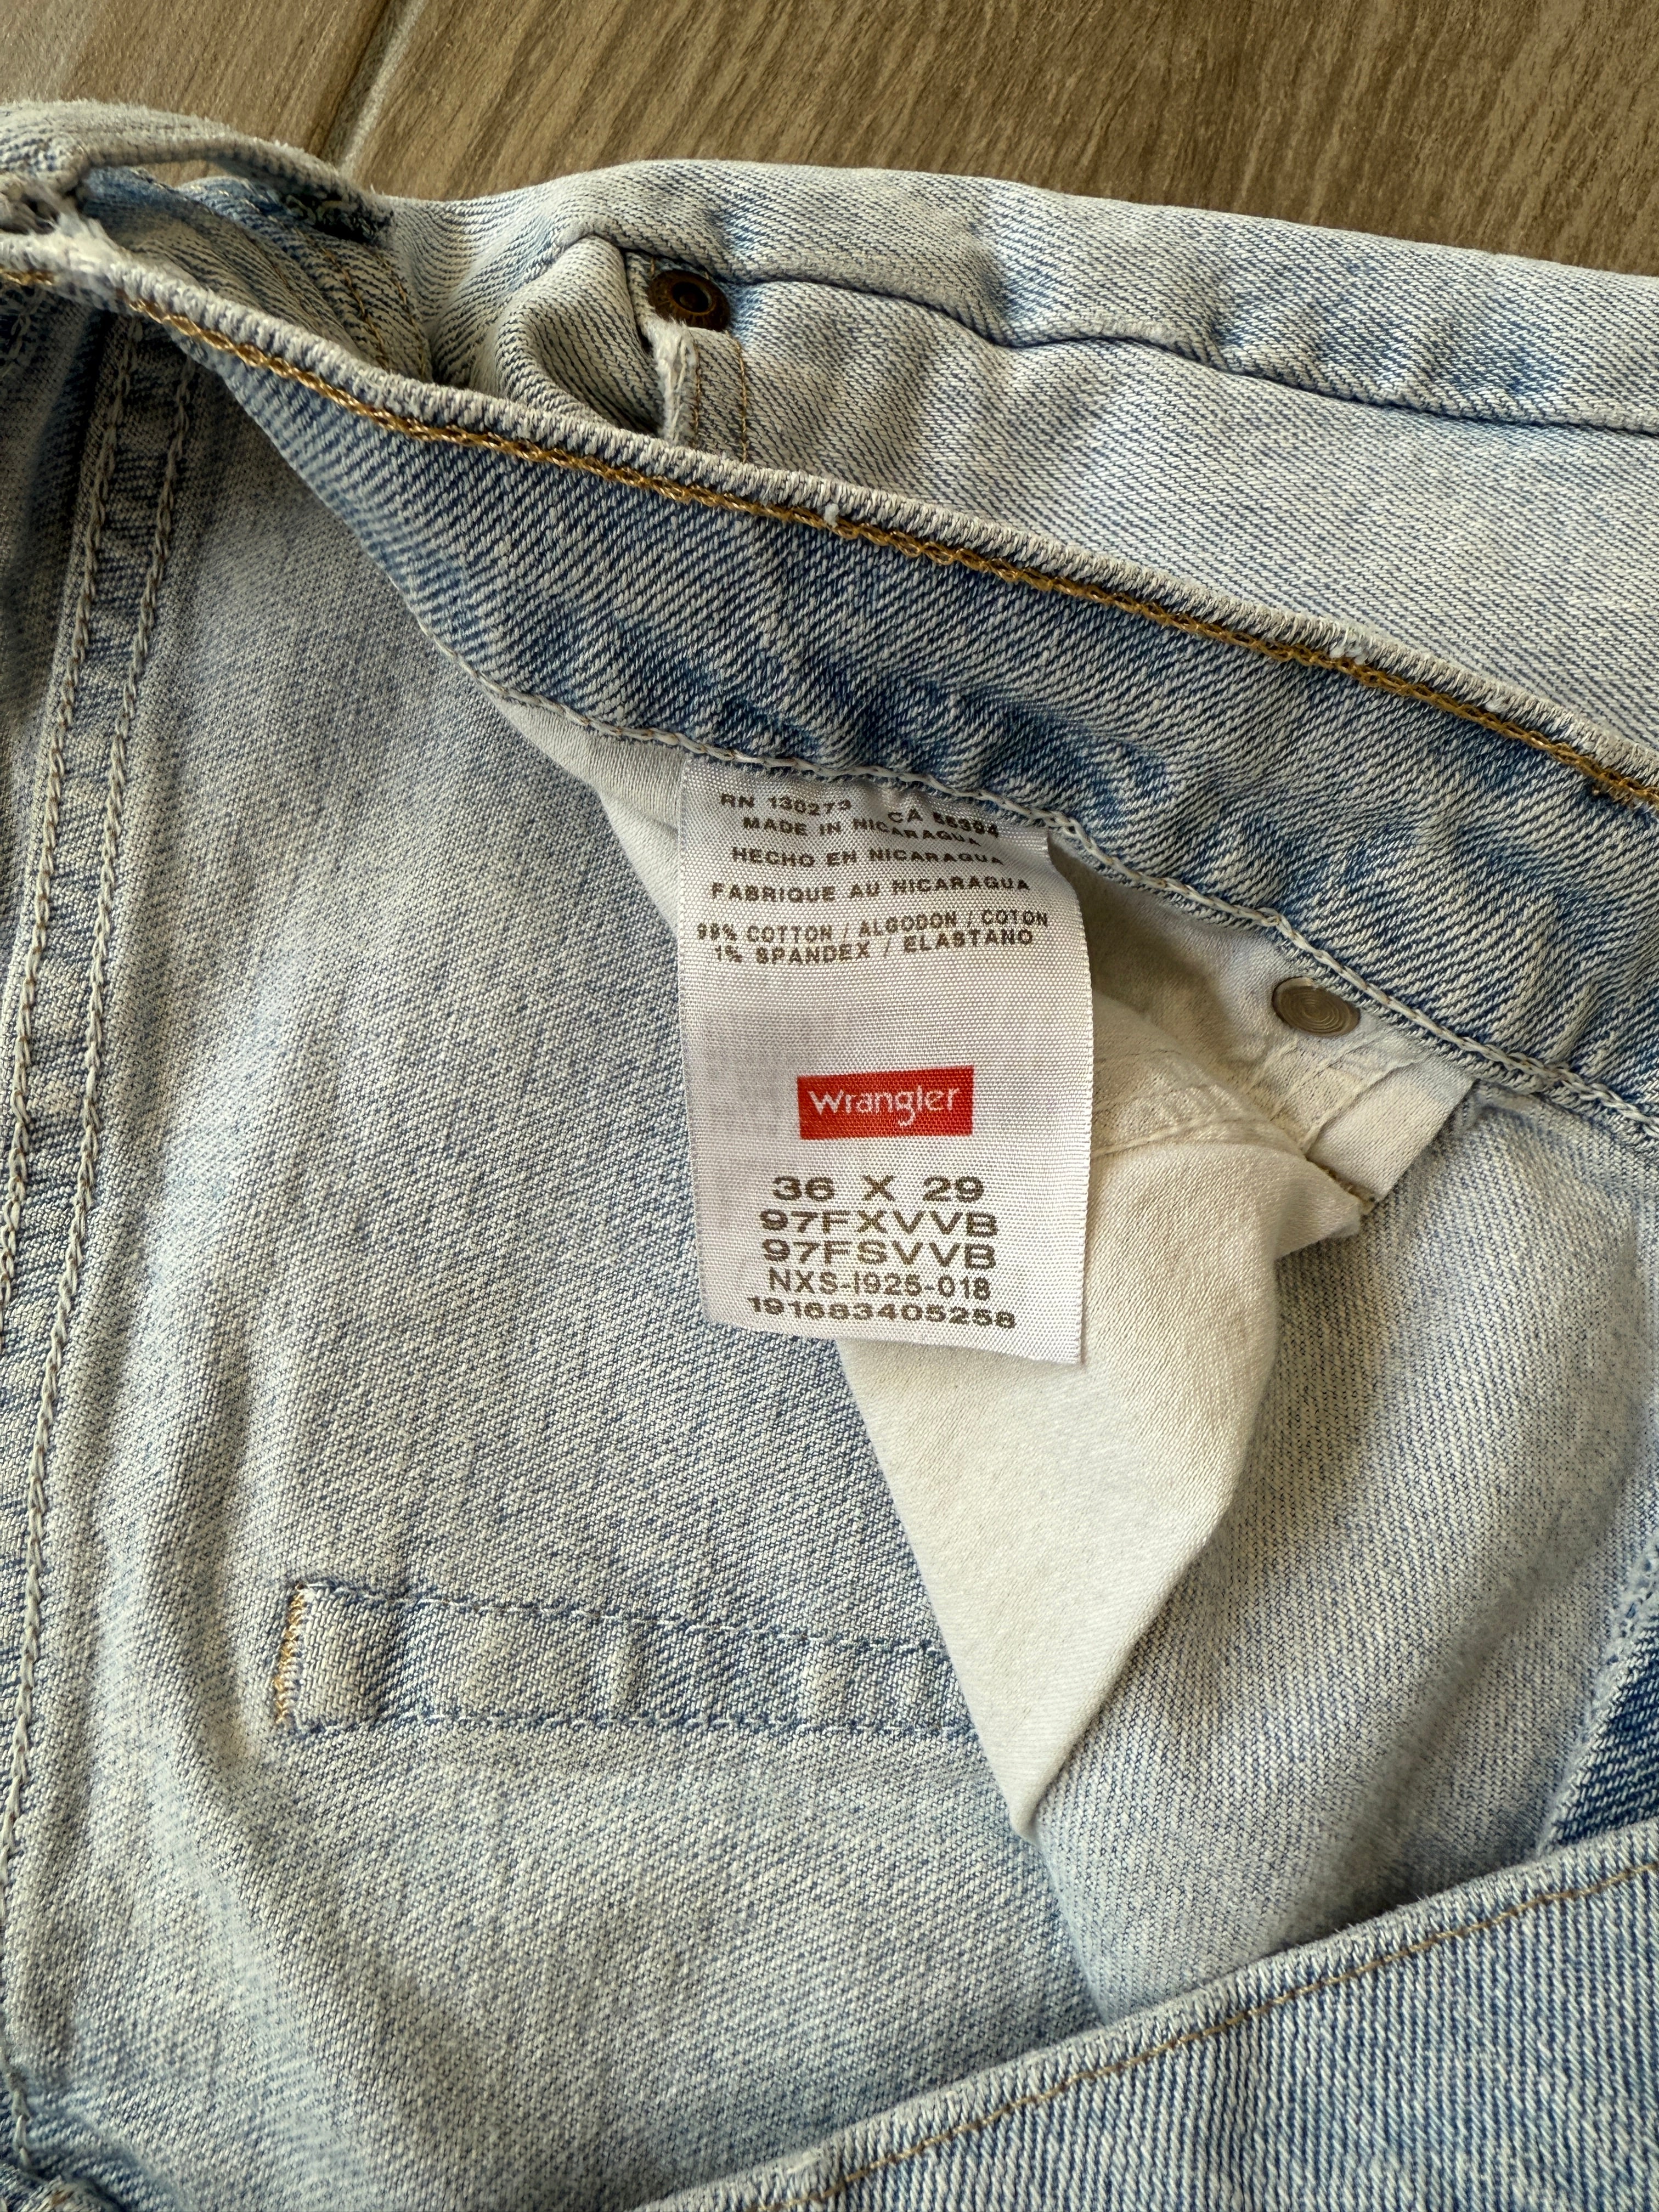 RN 130273 CA 56394
MADE IN NICARAGUA
HECHO EN NICARAGUA
FABRIQUE AU NICARAGUA
99% COTTON / ALGODON / COTON
1% SPANDEX / ELASTANO
Wrangler
36 X 29
97FXVVB
97FSVVB
NXS-I925-018
191683405258